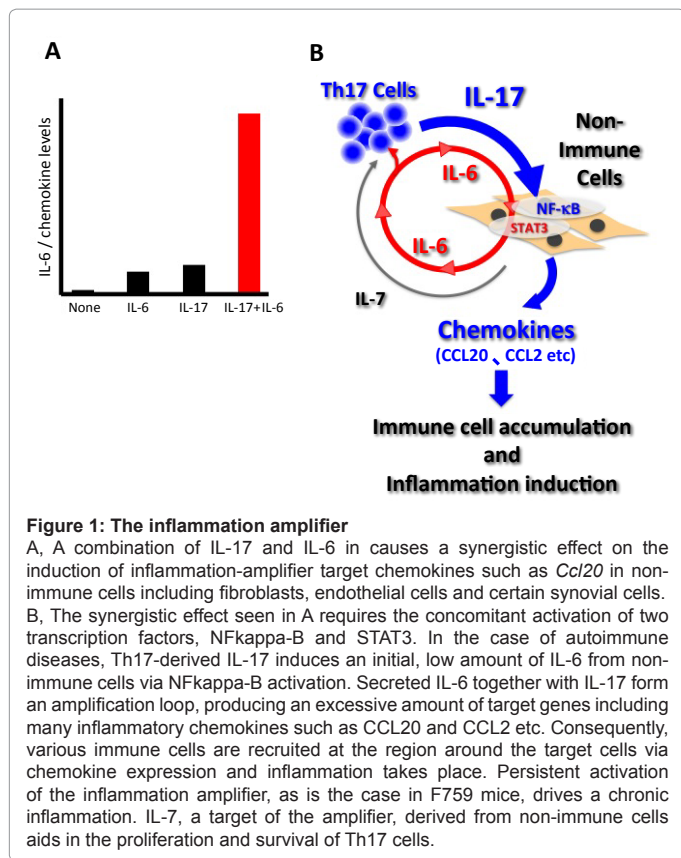 A
IL-6 / chemokine levels
None IL-6 IL-17 IL-17+IL-6
B
Th17 Cells
IL-17
Non-
Immune
Cells
IL-6
NF-κB
STAT3
IL-6
IL-7
Chemokines
(CCL20、CCL2 etc)
Immune cell accumulation
and
Inflammation induction
Figure 1: The inflammation amplifier
A, A combination of IL-17 and IL-6 in causes a synergistic effect on the
induction of inflammation-amplifier target chemokines such as Ccl20 in non-
immune cells including fibroblasts, endothelial cells and certain synovial cells.
B, The synergistic effect seen in A requires the concomitant activation of two
transcription factors, NFkappa-B and STAT3. In the case of autoimmune
diseases, Th17-derived IL-17 induces an initial, low amount of IL-6 from non-
immune cells via NFkappa-B activation. Secreted IL-6 together with IL-17 form
an amplification loop, producing an excessive amount of target genes including
many inflammatory chemokines such as CCL20 and CCL2 etc. Consequently,
various immune cells are recruited at the region around the target cells via
chemokine expression and inflammation takes place. Persistent activation
of the inflammation amplifier, as is the case in F759 mice, drives a chronic
inflammation. IL-7, a target of the amplifier, derived from non-immune cells
aids in the proliferation and survival of Th17 cells.